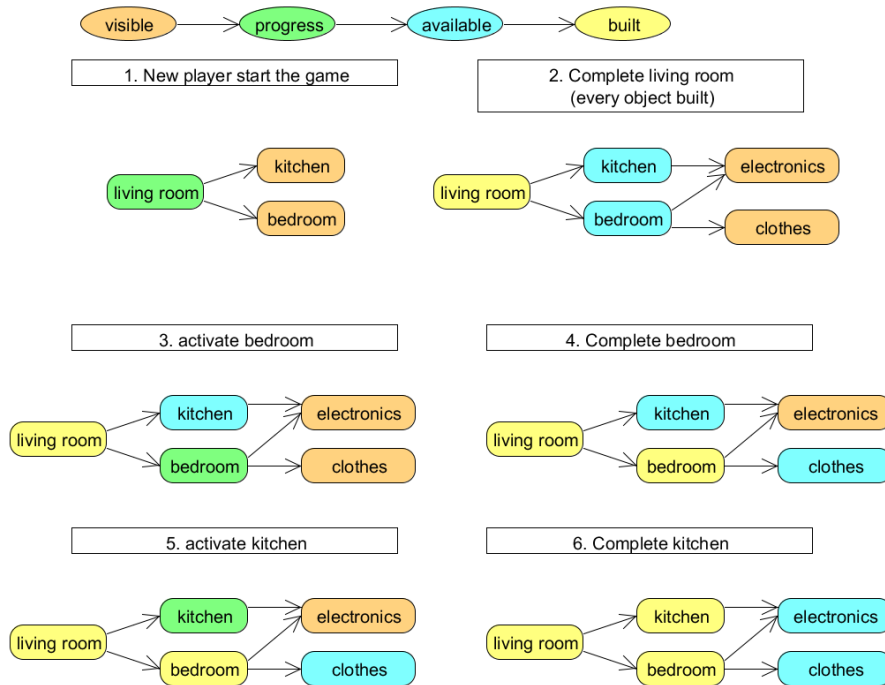 visible
progress
available
built
1. New player start the game
2. Complete living room
(every object built)
living room
kitchen
bedroom
living room
kitchen
bedroom
electronics
clothes
3. activate bedroom
4. Complete bedroom
living room
kitchen
bedroom
electronics
clothes
living room
kitchen
bedroom
electronics
clothes
5. activate kitchen
6. Complete kitchen
living room
kitchen
bedroom
electronics
clothes
living room
kitchen
bedroom
electronics
clothes